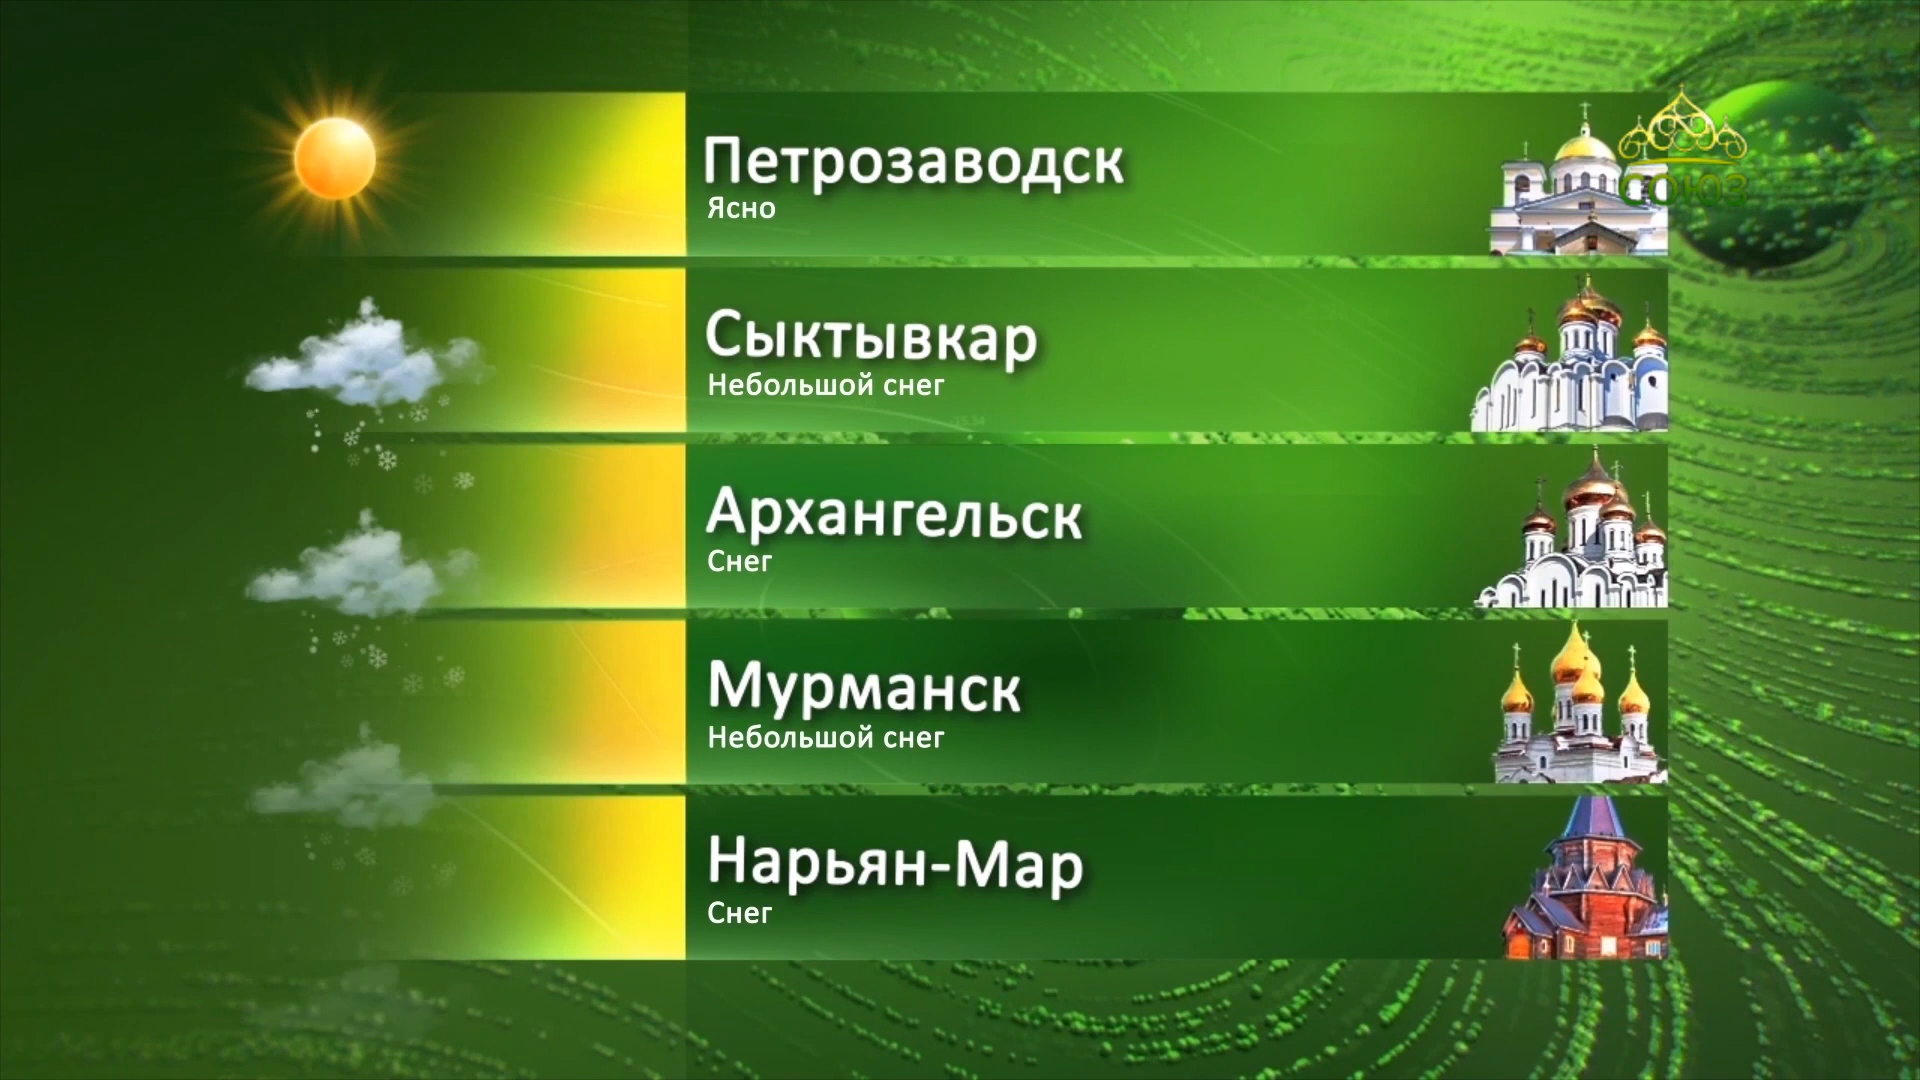 Петрозаводск
Ясно
СОЮЗ
Сыктывкар
Небольшой снег
Архангельск
Снег
Мурманск
Небольшой снег
Нарьян-Мар
Снег